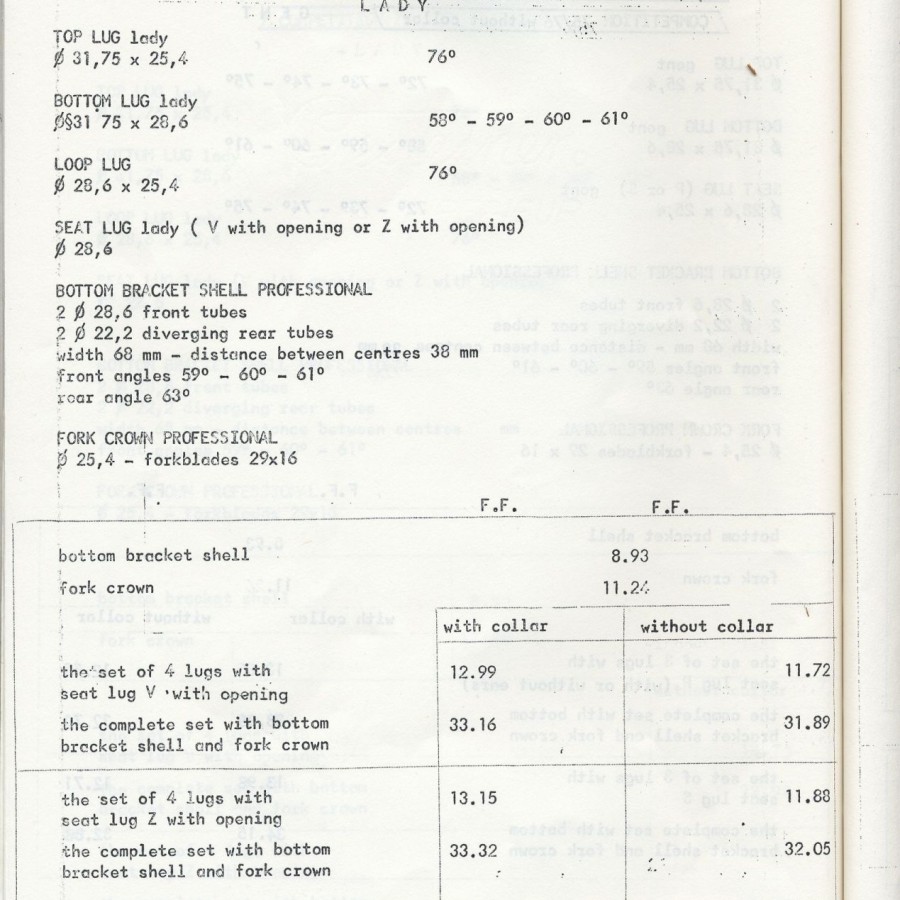 L A D Y
TOP LUG lady
Ø 31,75 x 25,4 76º
BOTTOM LUG lady
Ø§31 75 x 28,6 58º - 59º - 60º - 61º
LOOP LUG
Ø 28,6 x 25,4 76º
SEAT LUG lady ( V with opening or Z with opening)
Ø 28,6
BOTTOM BRACKET SHELL PROFESSIONAL
2 Ø 28,6 front tubes
2 Ø 22,2 diverging rear tubes
width 68 mm - distance between centres 38 mm
front angles 59º - 60º - 61º
rear angle 63º
FORK CROWN PROFESSIONAL
Ø 25,4 - forkblades 29x16
F.F. F.F.
bottom bracket shell 8.93
fork crown 11.24
with collar without collar
the set of 4 lugs with 12.99 11.72
seat lug V with opening
the complete set with bottom 33.16 31.89
bracket shell and fork crown
the set of 4 lugs with 13.15 11.88
seat lug Z with opening
the complete set with bottom 33.32 32.05
bracket shell and fork crown